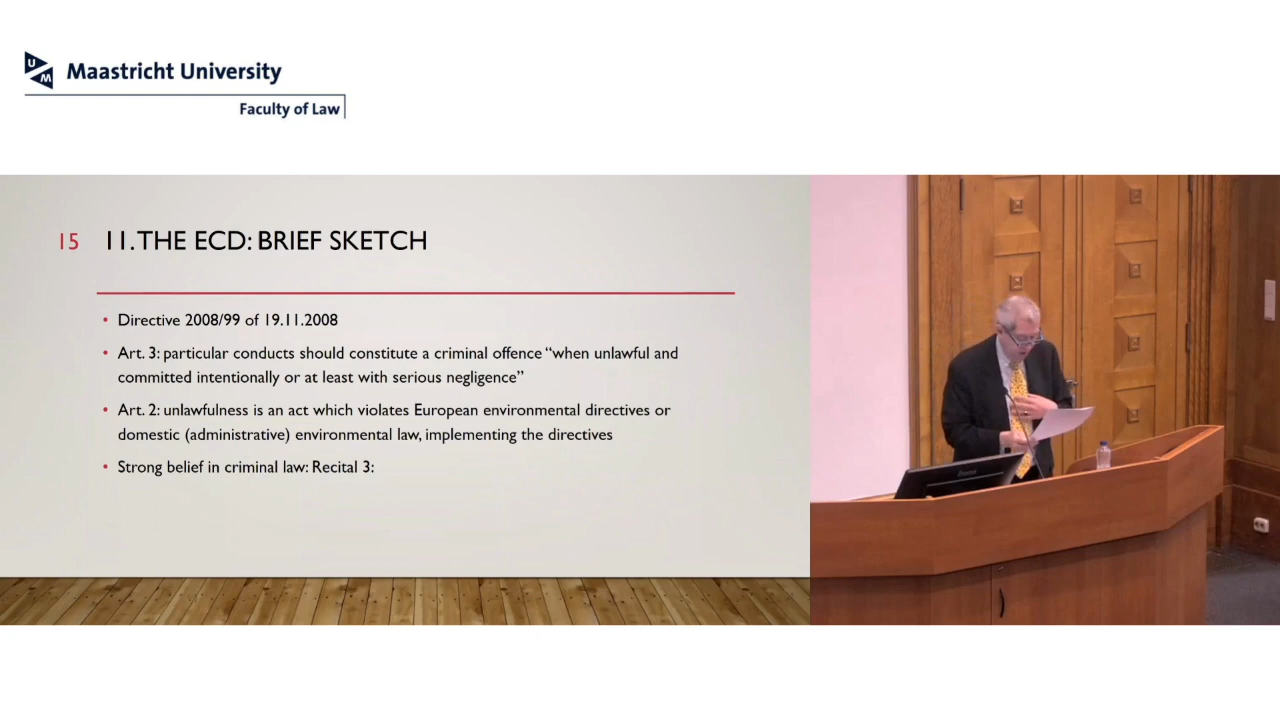 U
M
Maastricht University
Faculty of Law
15 11. THE ECD: BRIEF SKETCH
• Directive 2008/99 of 19.11.2008
• Art. 3: particular conducts should constitute a criminal offence “when unlawful and
committed intentionally or at least with serious negligence”
• Art. 2: unlawfulness is an act which violates European environmental directives or
domestic (administrative) environmental law, implementing the directives
• Strong belief in criminal law: Recital 3: